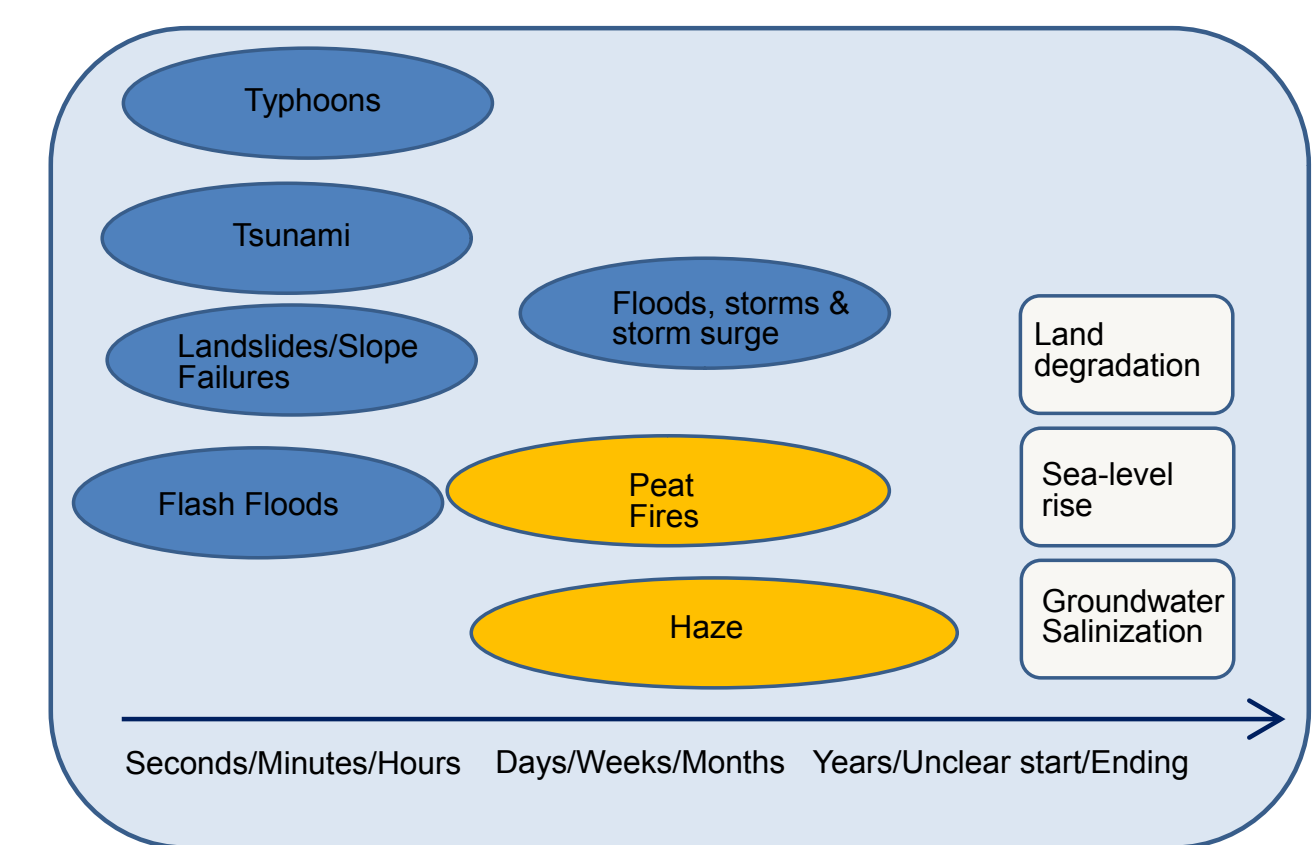 Typhoons
Tsunami
Landslides/Slope
Failures
Flash Floods
Floods, storms &
storm surge
Peat
Fires
Haze
Land
degradation
Sea-level
rise
Groundwater
Salinization
Seconds/Minutes/Hours
Days/Weeks/Months
Years/Unclear start/Ending